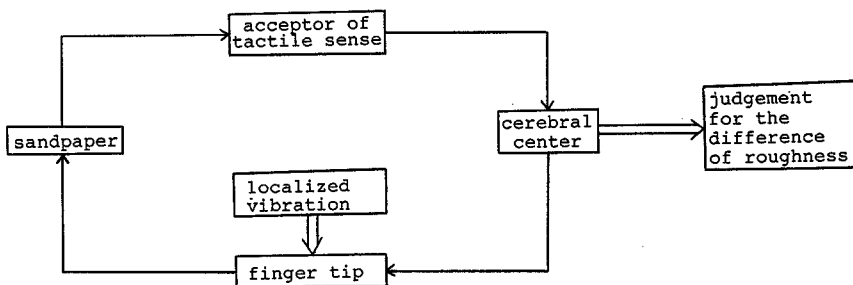 acceptor of
tactile sense
sandpaper
cerebral
center
judgement
for the
difference
of roughness
localized
vibration
finger tip